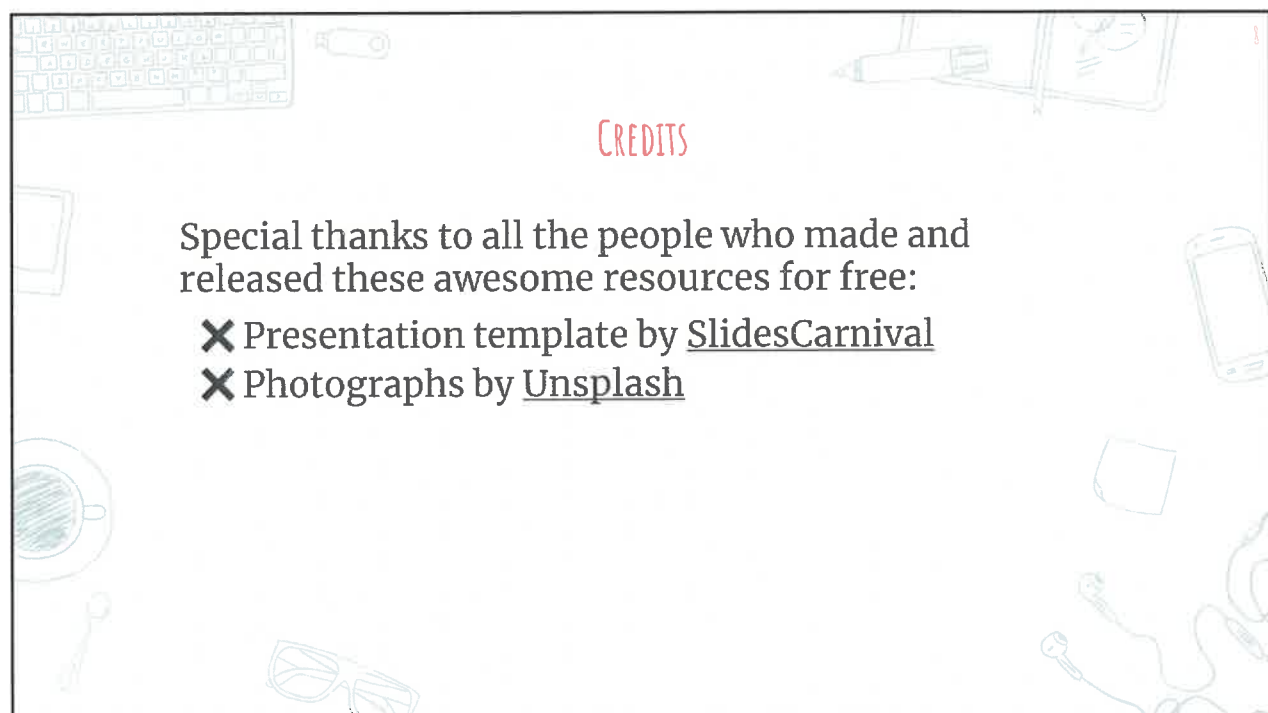 CREDITS
Special thanks to all the people who made and
released these awesome resources for free:
✖ Presentation template by SlidesCarnival
✖ Photographs by Unsplash